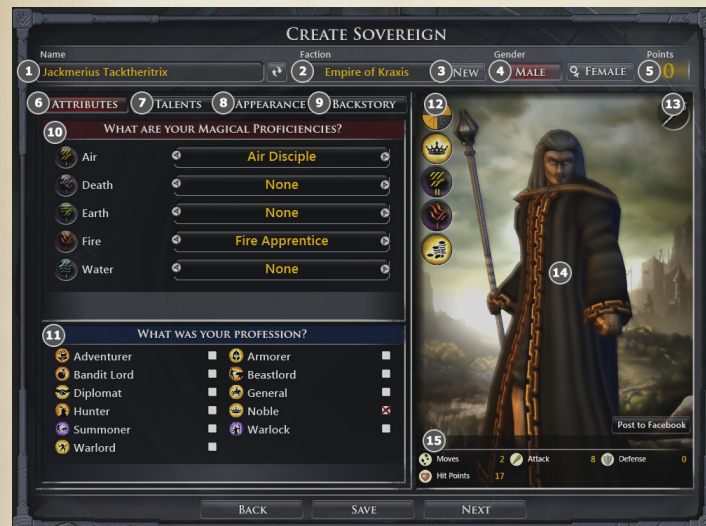 CREATE SOVEREIGN
Name Faction Gender Points
1 Jackmerius Tacktheritrix 2 Empire of Kraxis 3 NEW 4 MALE FEMALE 5 0
6 ATTRIBUTES 7 TALENTS 8 APPEARANCE 9 BACKSTORY 12 13
10 WHAT ARE YOUR MAGICAL PROFICIENCIES?
Air Air Disciple
Death None
Earth None
Fire Fire Apprentice
Water None
14
11 WHAT WAS YOUR PROFESSION?
Adventurer Armorer
Bandit Lord Beastlord
Diplomat General
Hunter Noble
Summoner Warlock
Warlord
Post to Facebook
15
Moves 2 Attack 8 Defense 0
Hit Points 17
BACK SAVE NEXT